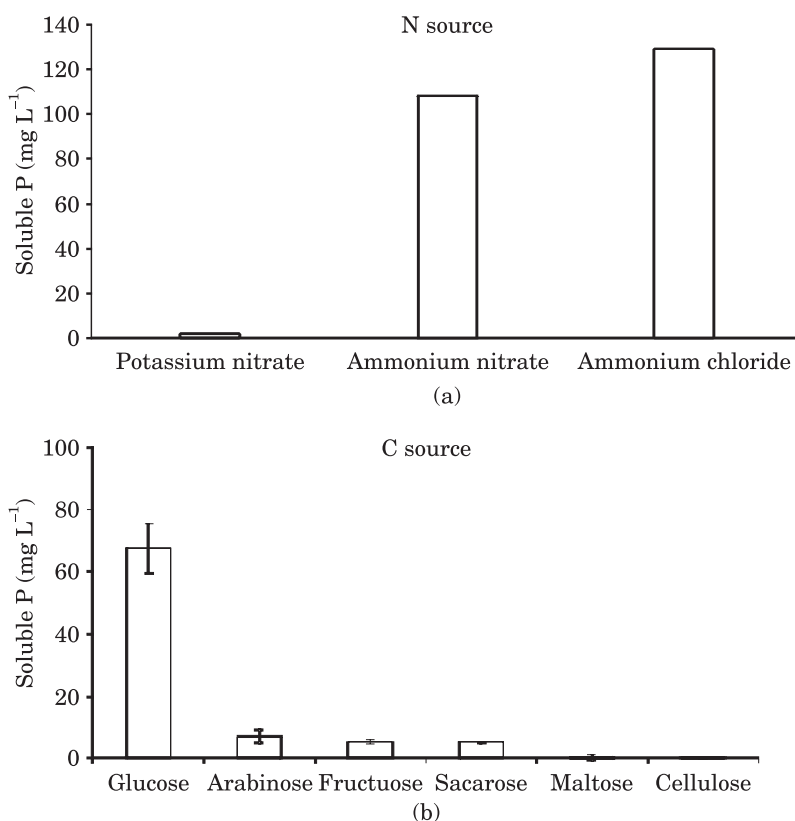 N source
Soluble P (mg L⁻¹)
140
120
100
80
60
40
20
0
Potassium nitrate Ammonium nitrate Ammonium chloride
(a)
C source
Soluble P (mg L⁻¹)
100
80
60
40
20
0
Glucose Arabinose Fructuose Sacarose Maltose Cellulose
(b)